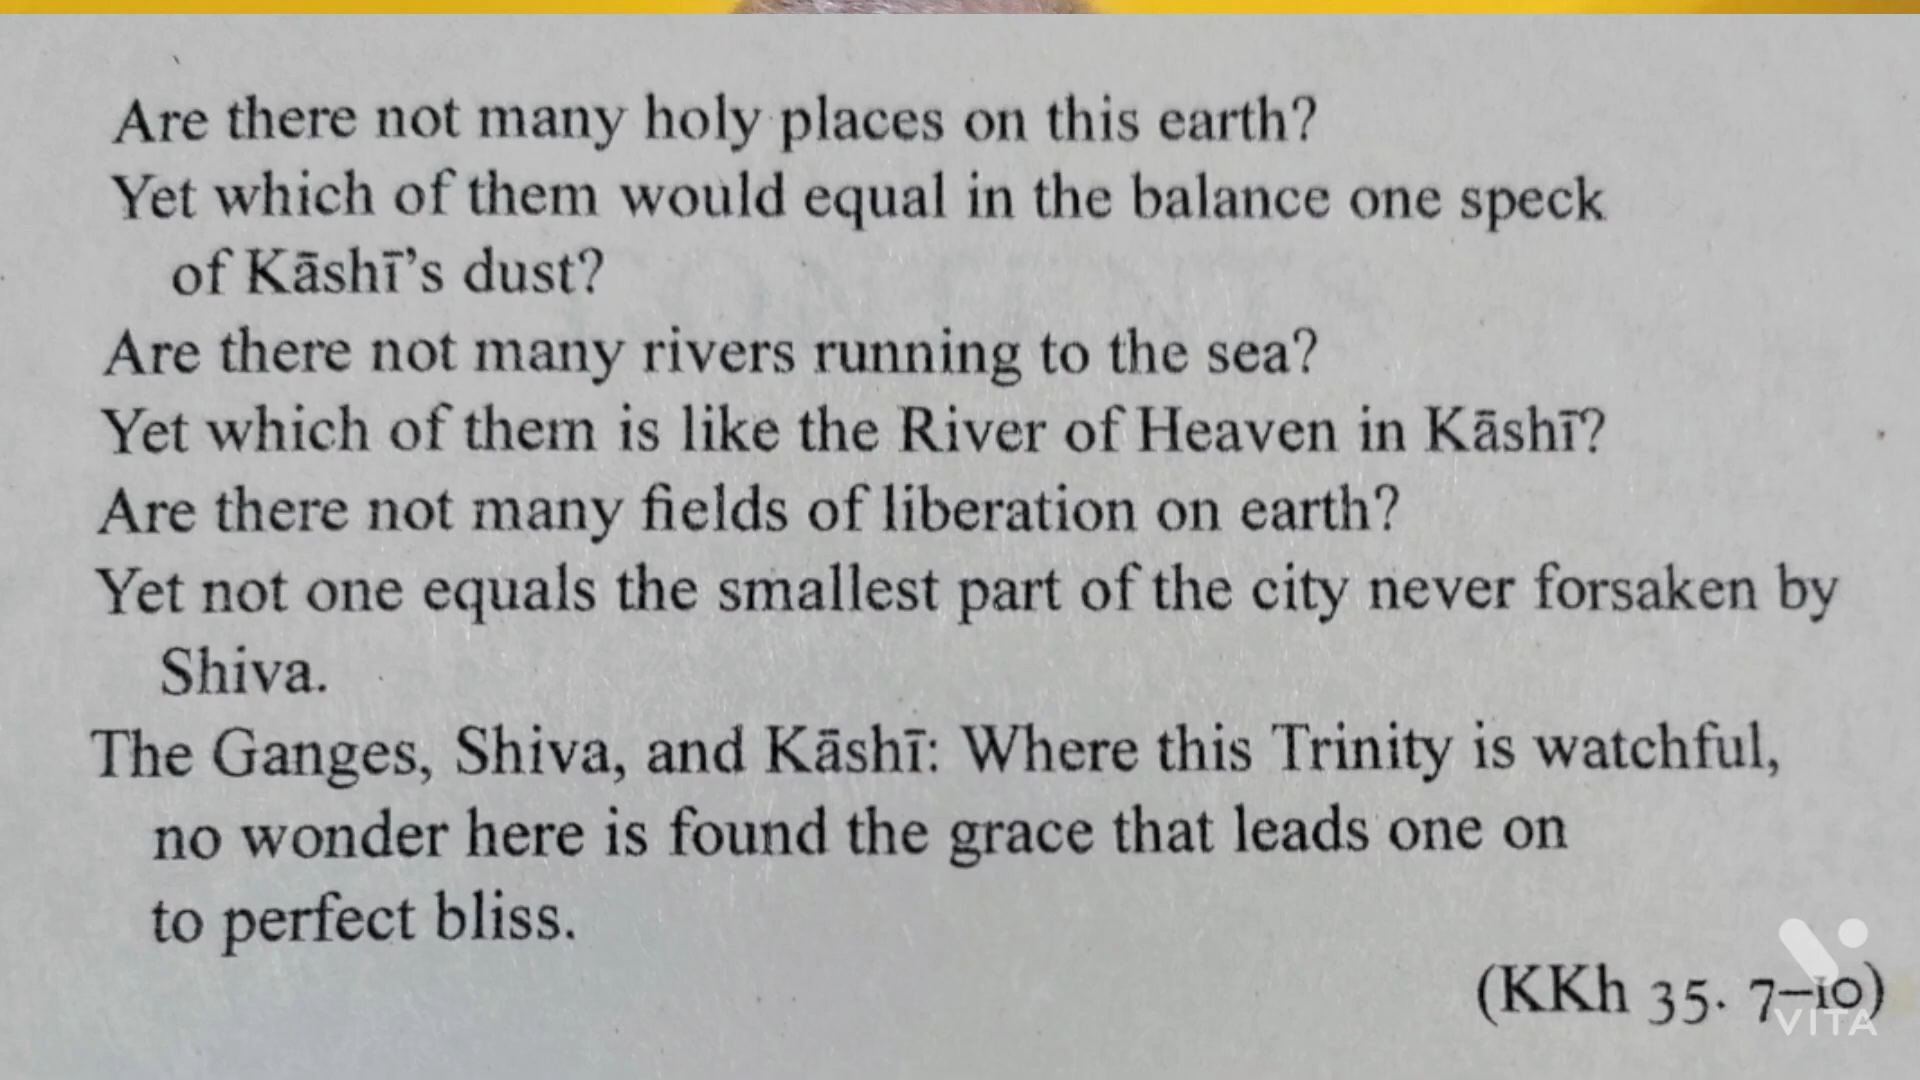 Are there not many holy places on this earth?
Yet which of them would equal in the balance one speck
of Kāshī's dust?
Are there not many rivers running to the sea?
Yet which of them is like the River of Heaven in Kāshī?
Are there not many fields of liberation on earth?
Yet not one equals the smallest part of the city never forsaken by
Shiva.
The Ganges, Shiva, and Kāshī: Where this Trinity is watchful,
no wonder here is found the grace that leads one on
to perfect bliss.
(KKh 35. 7–10)
VITA